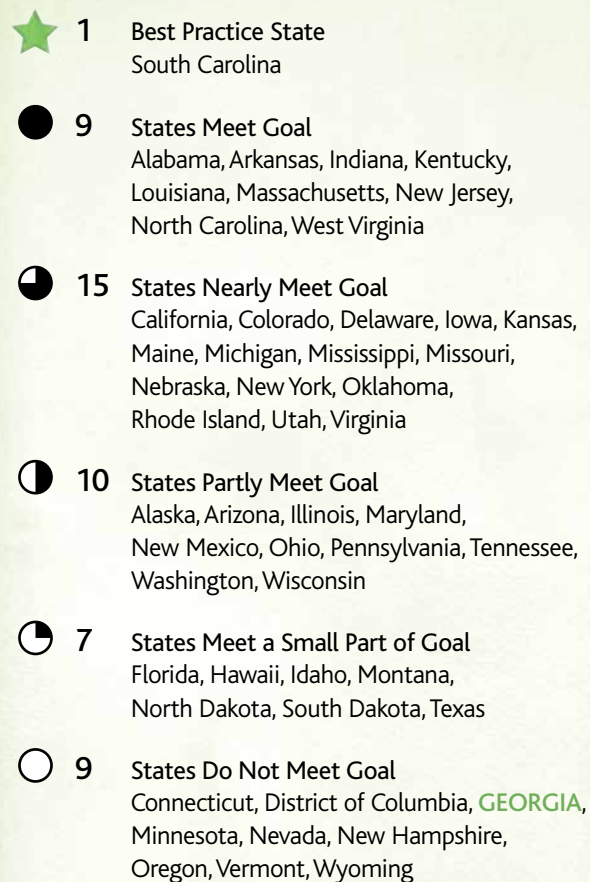 1 Best Practice State
South Carolina
9 States Meet Goal
Alabama, Arkansas, Indiana, Kentucky,
Louisiana, Massachusetts, New Jersey,
North Carolina, West Virginia
15 States Nearly Meet Goal
California, Colorado, Delaware, Iowa, Kansas,
Maine, Michigan, Mississippi, Missouri,
Nebraska, New York, Oklahoma,
Rhode Island, Utah, Virginia
10 States Partly Meet Goal
Alaska, Arizona, Illinois, Maryland,
New Mexico, Ohio, Pennsylvania, Tennessee,
Washington, Wisconsin
7 States Meet a Small Part of Goal
Florida, Hawaii, Idaho, Montana,
North Dakota, South Dakota, Texas
9 States Do Not Meet Goal
Connecticut, District of Columbia, GEORGIA,
Minnesota, Nevada, New Hampshire,
Oregon, Vermont, Wyoming